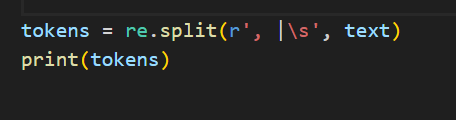 tokens = re.split(r', |\s', text)
print(tokens)